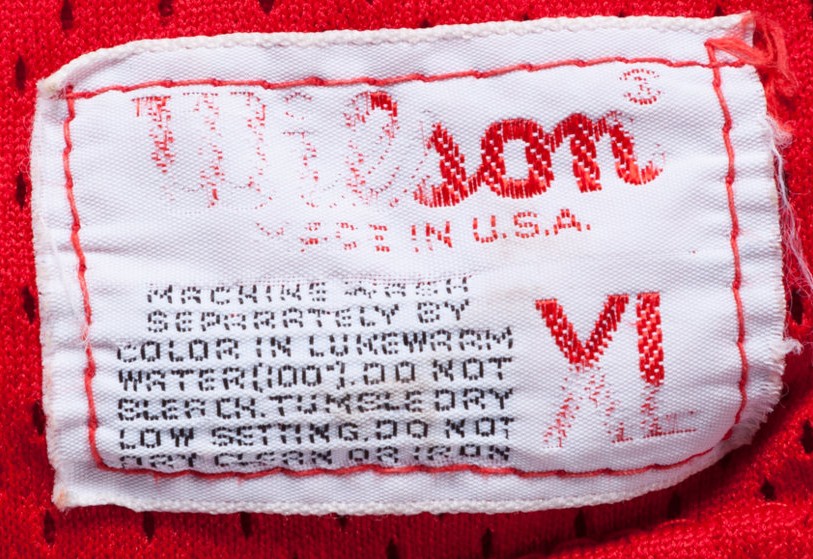 Wilson®
MADE IN U.S.A.
MACHINE WASH
SEPARATELY BY
COLOR IN LUKEWARM
WATER(100°).DO NOT
BLEACH.TUMBLE DRY
LOW SETTING.DO NOT
DRY CLEAN OR IRON
XL